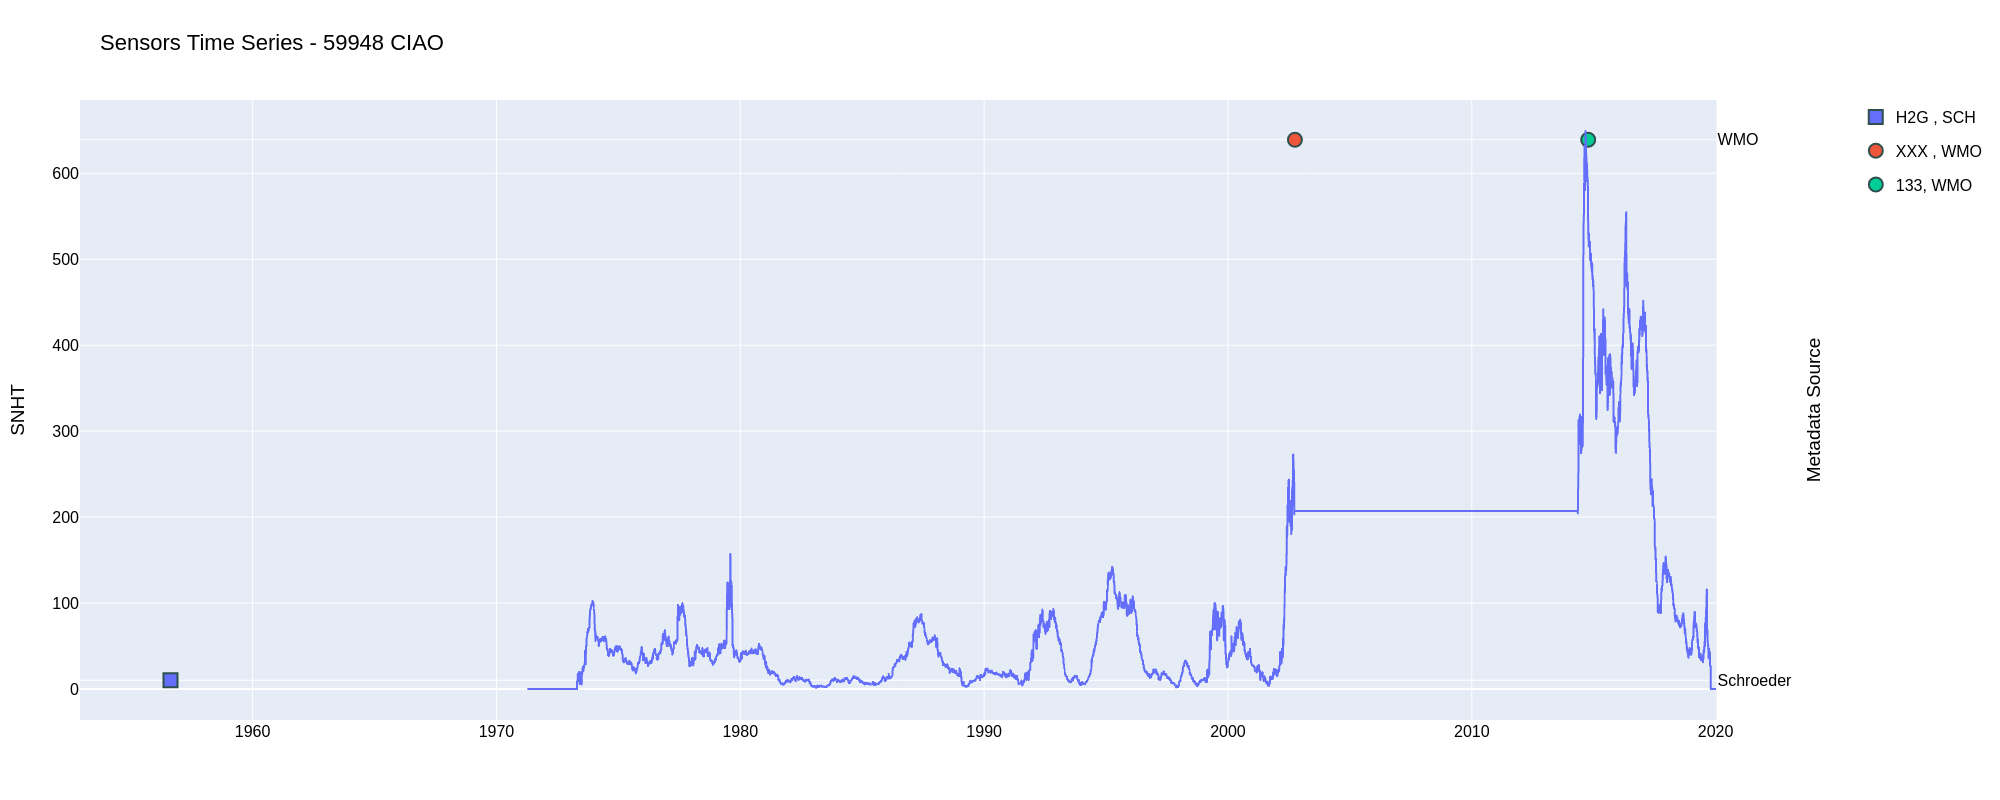 Sensors Time Series - 59948 CIAO
H2G , SCH
XXX , WMO
133, WMO
WMO
Schroeder
Metadata Source
SNHT
600
500
400
300
200
100
0
1960
1970
1980
1990
2000
2010
2020